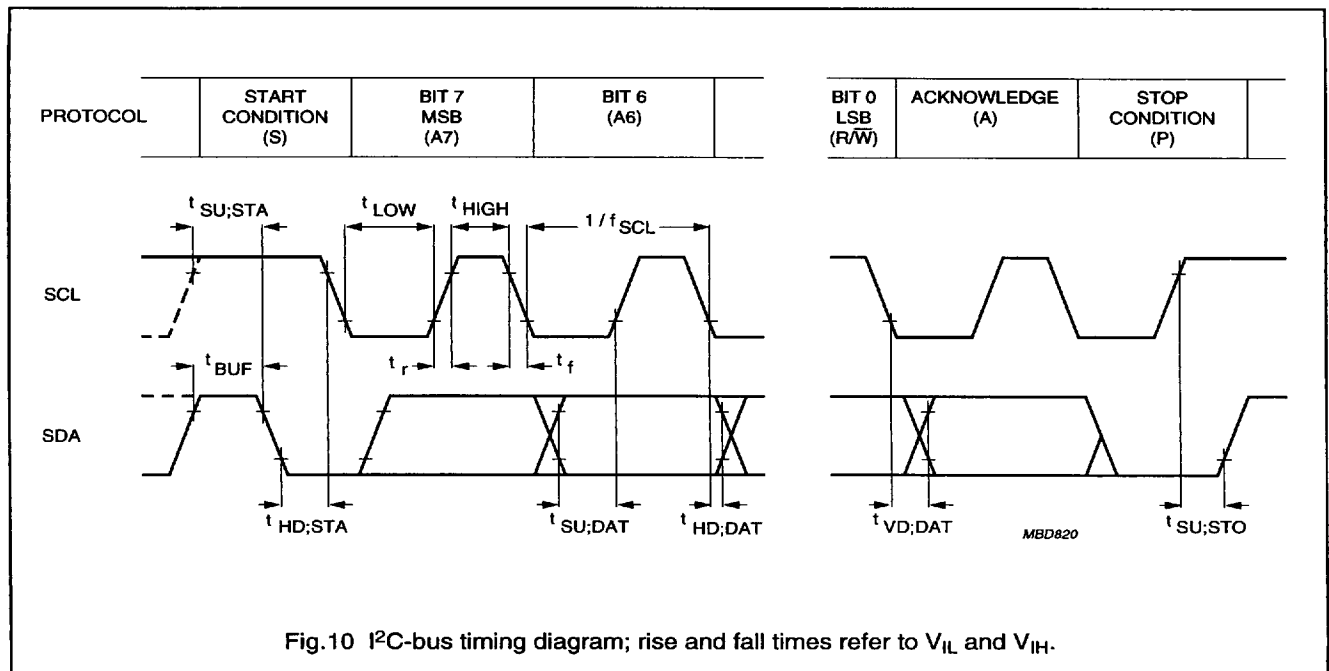 PROTOCOL
START
CONDITION
(S)
BIT 7
MSB
(A7)
BIT 6
(A6)
BIT 0
LSB
(R/W̅)
ACKNOWLEDGE
(A)
STOP
CONDITION
(P)
t SU;STA
t LOW
t HIGH
1 / f SCL
SCL
t BUF
t r
t f
SDA
t HD;STA
t SU;DAT
t HD;DAT
t VD;DAT
MBD820
t SU;STO
Fig.10 I²C-bus timing diagram; rise and fall times refer to V_IL and V_IH.